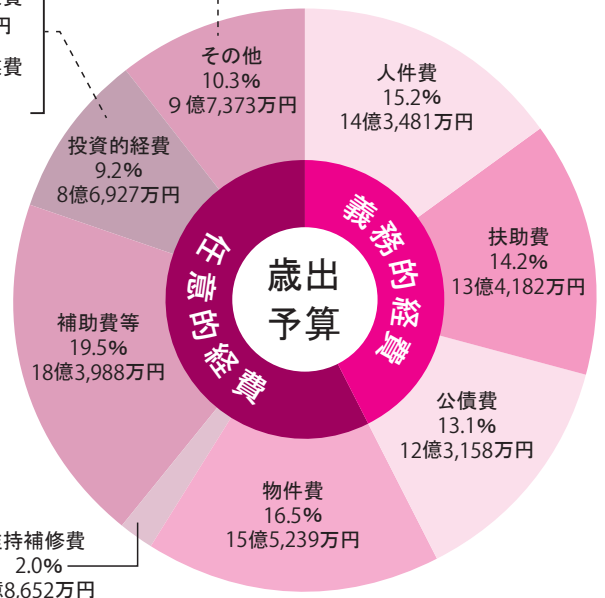 費
円
費
その他
10.3%
9億7,373万円
人件費
15.2%
14億3,481万円
投資的経費
9.2%
8億6,927万円
扶助費
14.2%
13億4,182万円
義務的経費
任意的経費
歳出
予算
補助費等
19.5%
18億3,988万円
公債費
13.1%
12億3,158万円
物件費
16.5%
15億5,239万円
持補修費
2.0%
8,652万円